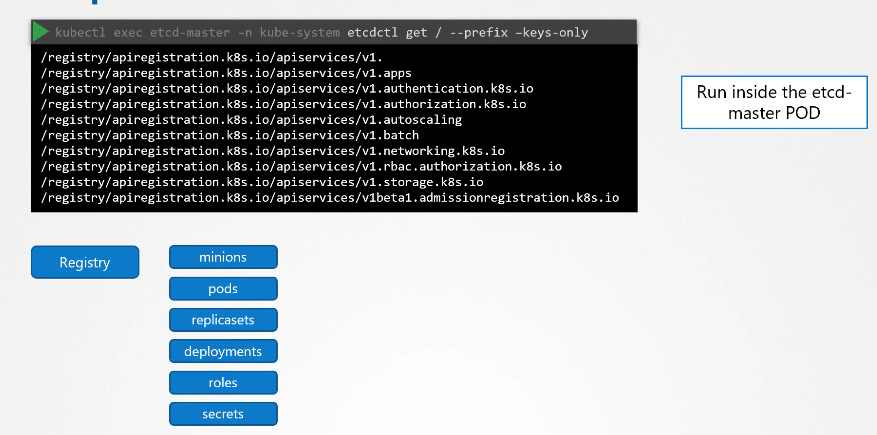 kubectl exec etcd-master –n kube-system etcdctl get / --prefix –keys-only
/registry/apiregistration.k8s.io/apiservices/v1.
/registry/apiregistration.k8s.io/apiservices/v1.apps
/registry/apiregistration.k8s.io/apiservices/v1.authentication.k8s.io
/registry/apiregistration.k8s.io/apiservices/v1.authorization.k8s.io
/registry/apiregistration.k8s.io/apiservices/v1.autoscaling
/registry/apiregistration.k8s.io/apiservices/v1.batch
/registry/apiregistration.k8s.io/apiservices/v1.networking.k8s.io
/registry/apiregistration.k8s.io/apiservices/v1.rbac.authorization.k8s.io
/registry/apiregistration.k8s.io/apiservices/v1.storage.k8s.io
/registry/apiregistration.k8s.io/apiservices/v1beta1.admissionregistration.k8s.io
Run inside the etcd-
master POD
Registry
minions
pods
replicasets
deployments
roles
secrets